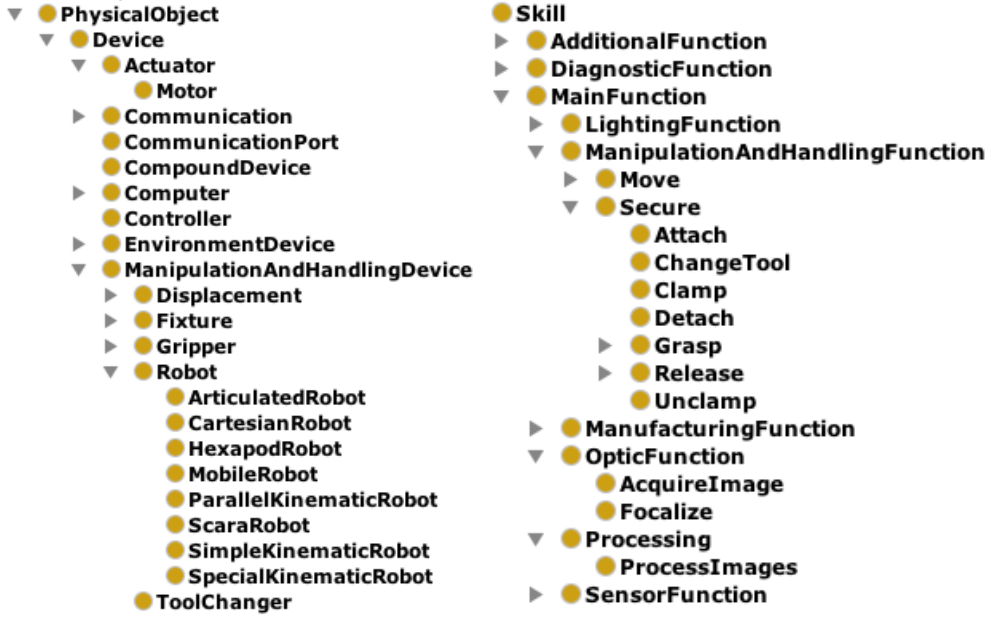 PhysicalObject
Device
Actuator
Motor
Communication
CommunicationPort
CompoundDevice
Computer
Controller
EnvironmentDevice
ManipulationAndHandlingDevice
Displacement
Fixture
Gripper
Robot
ArticulatedRobot
CartesianRobot
HexapodRobot
MobileRobot
ParallelKinematicRobot
ScaraRobot
SimpleKinematicRobot
SpecialKinematicRobot
ToolChanger
Skill
AdditionalFunction
DiagnosticFunction
MainFunction
LightingFunction
ManipulationAndHandlingFunction
Move
Secure
Attach
ChangeTool
Clamp
Detach
Grasp
Release
Unclamp
ManufacturingFunction
OpticFunction
AcquireImage
Focalize
Processing
ProcessImages
SensorFunction